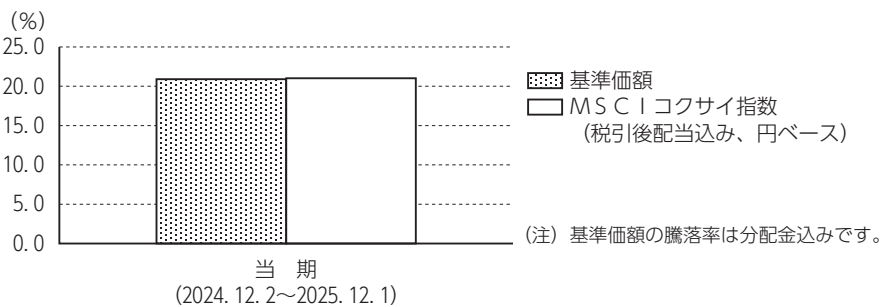 (%)
25.0
20.0
15.0
10.0
5.0
0.0
基準価額
MSCIコクサイ指数
(税引後配当込み、円ベース)
(注) 基準価額の騰落率は分配金込みです。
当 期
(2024.12.2～2025.12.1)